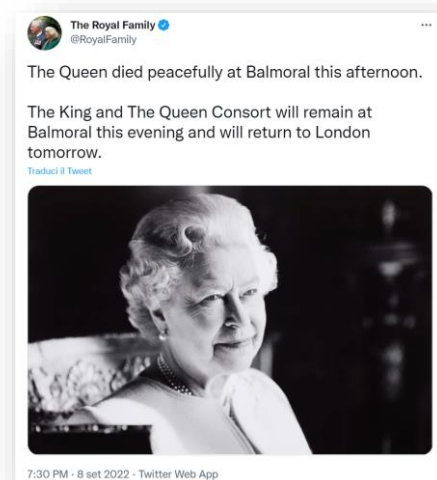 The Royal Family
@RoyalFamily
The Queen died peacefully at Balmoral this afternoon.
The King and The Queen Consort will remain at
Balmoral this evening and will return to London
tomorrow.
Traduci il Tweet
7:30 PM · 8 set 2022 · Twitter Web App